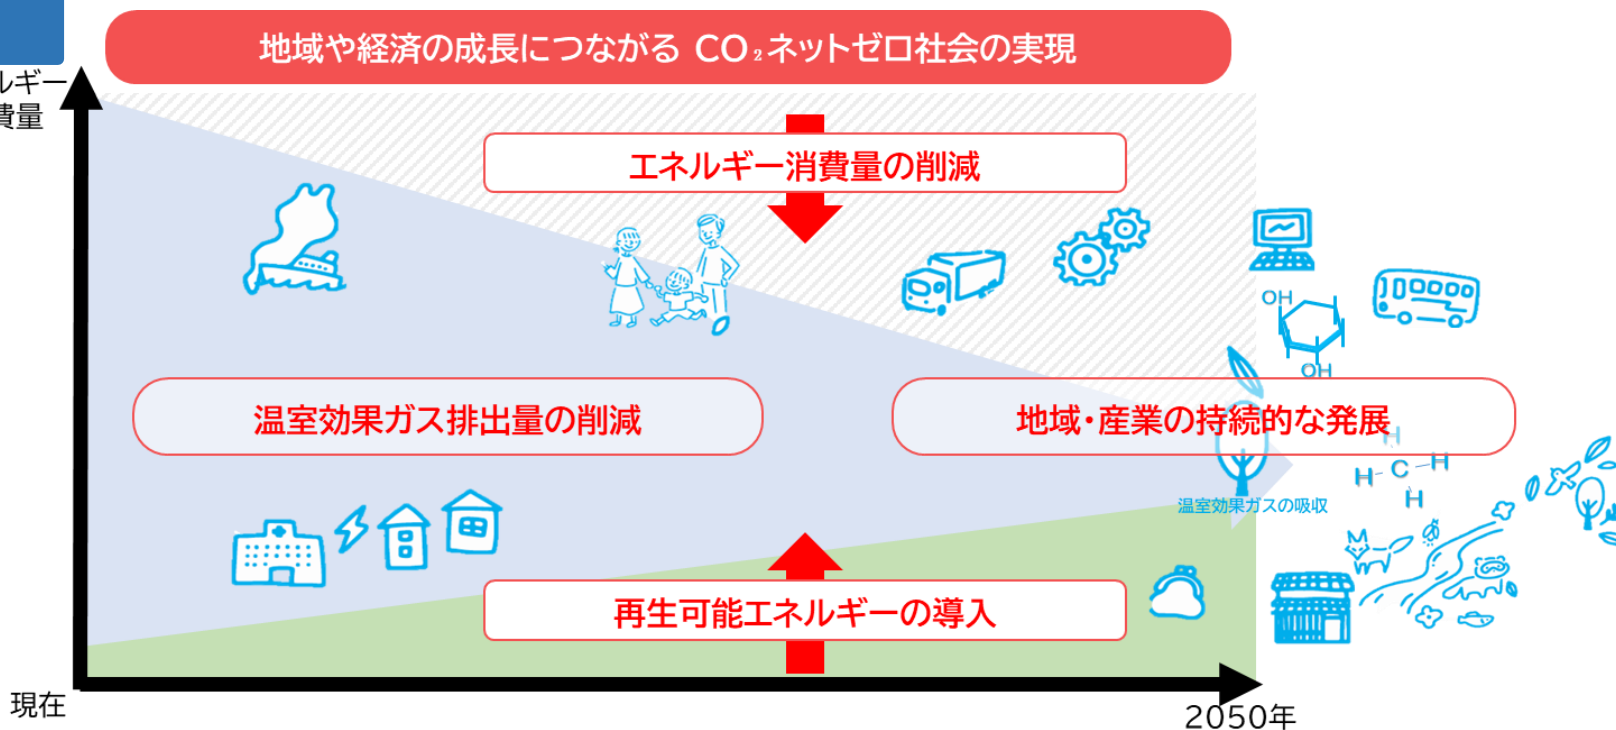 地域や経済の成長につながる CO₂ネットゼロ社会の実現
ルギー
費量
エネルギー消費量の削減
OH
OH
温室効果ガス排出量の削減
地域・産業の持続的な発展
H
H-C-H
H
温室効果ガスの吸収
再生可能エネルギーの導入
現在
2050年